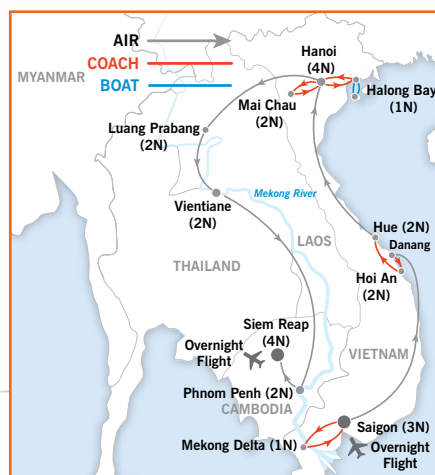 AIR
COACH
BOAT
MYANMAR
Hanoi
(4N)
Mai Chau
(2N)
Halong Bay
(1N)
Luang Prabang
(2N)
Vientiane
(2N)
Mekong River
LAOS
THAILAND
Hue (2N)
Danang
Hoi An
(2N)
Siem Reap
(4N)
Overnight
Flight
VIETNAM
Phnom Penh (2N)
CAMBODIA
Saigon (3N)
Mekong Delta (1N)
Overnight
Flight